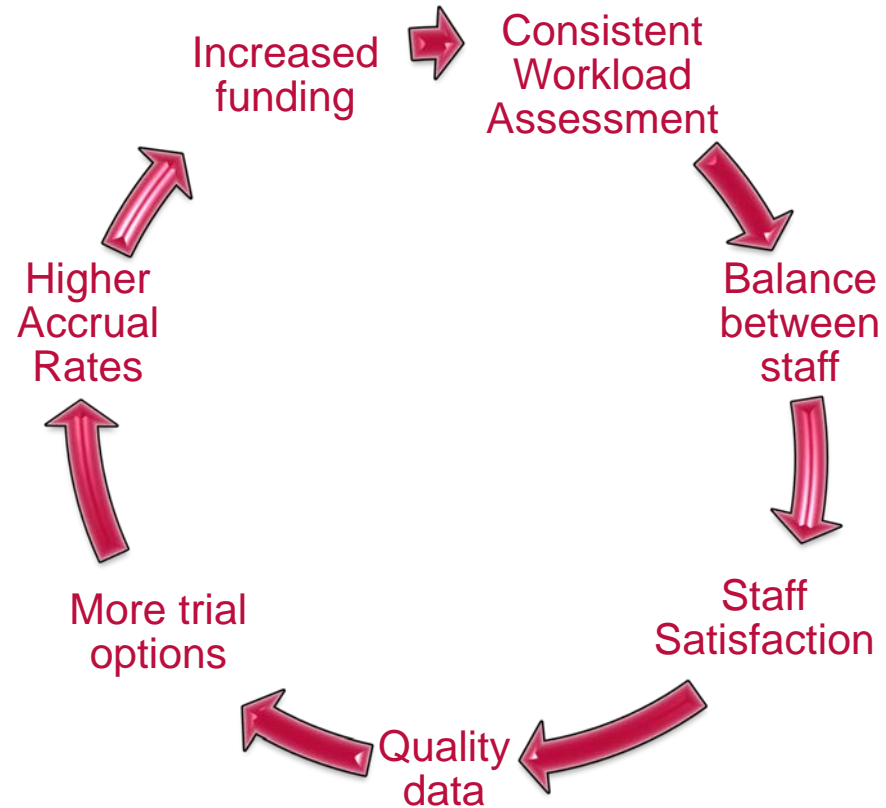 Increased
funding
Consistent
Workload
Assessment
Balance
between
staff
Staff
Satisfaction
Quality
data
More trial
options
Higher
Accrual
Rates